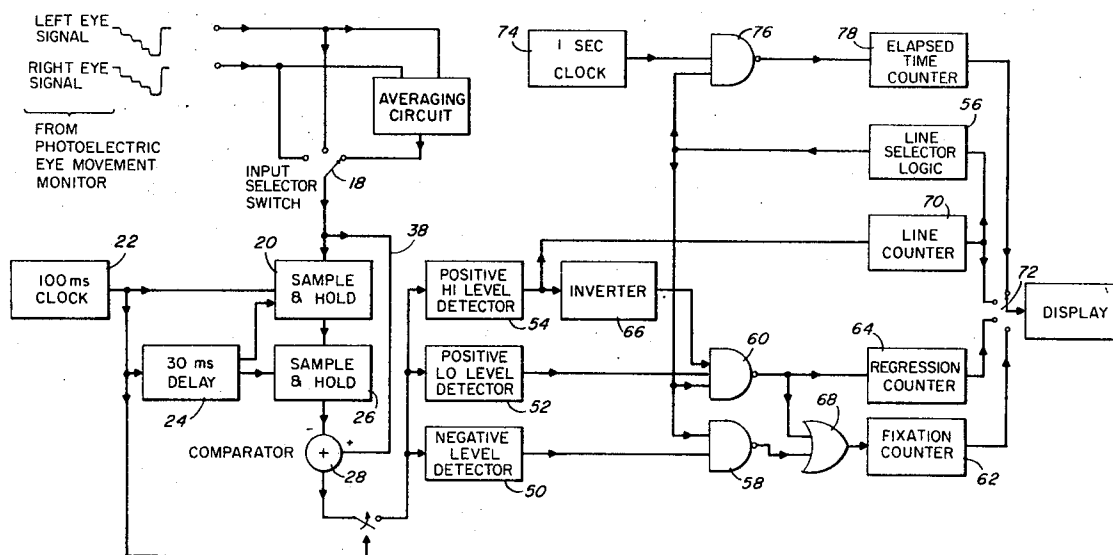 LEFT EYE
SIGNAL
RIGHT EYE
SIGNAL
FROM
PHOTOELECTRIC
EYE MOVEMENT
MONITOR
AVERAGING
CIRCUIT
INPUT
SELECTOR
SWITCH
18
38
22
100ms
CLOCK
20
SAMPLE
& HOLD
30 ms
DELAY
24
SAMPLE
& HOLD
26
COMPARATOR
-
+
+
28
74
1 SEC
CLOCK
76
78
ELAPSED
TIME
COUNTER
56
LINE
SELECTOR
LOGIC
70
LINE
COUNTER
POSITIVE
HI LEVEL
DETECTOR
54
INVERTER
66
72
DISPLAY
POSITIVE
LO LEVEL
DETECTOR
52
60
64
REGRESSION
COUNTER
NEGATIVE
LEVEL
DETECTOR
50
58
68
FIXATION
COUNTER
62